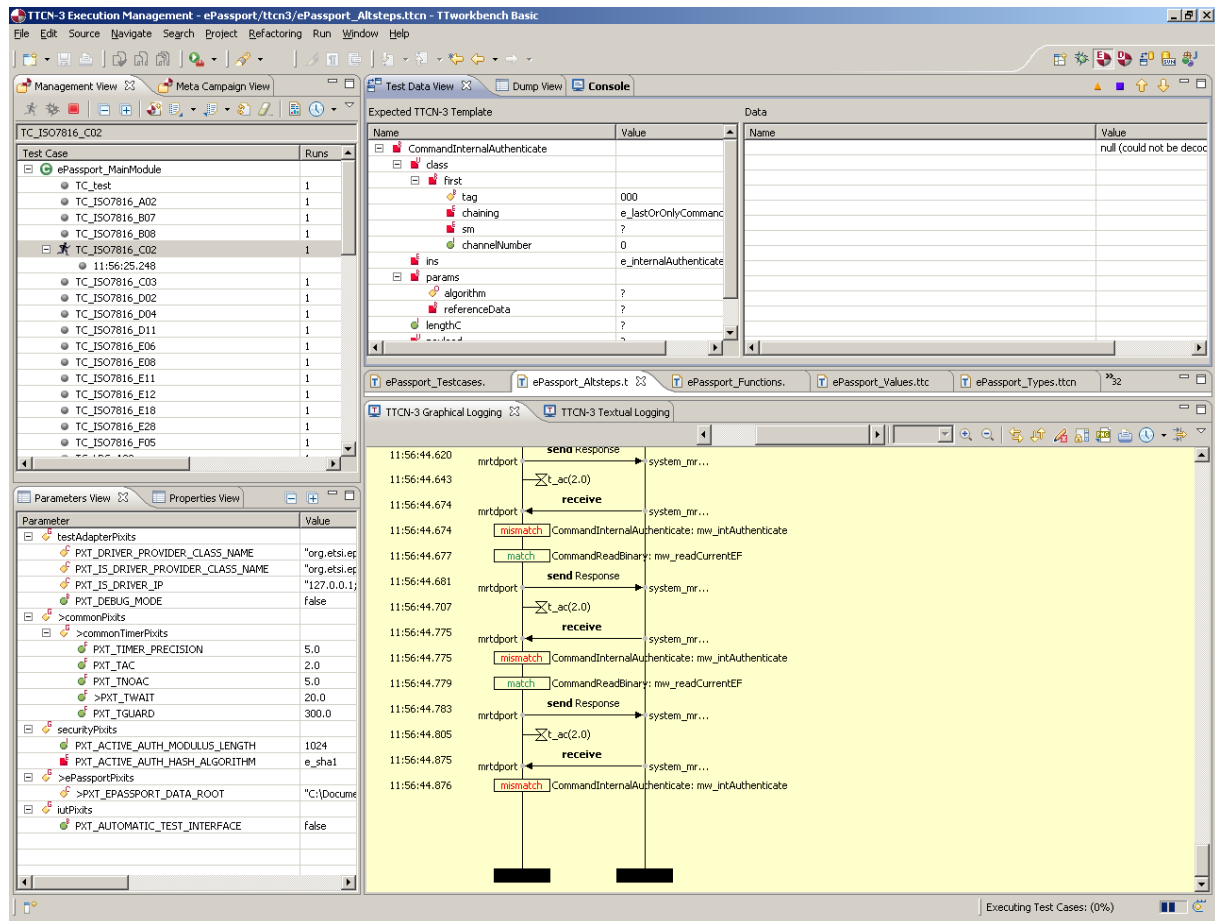 TTCN-3 Execution Management - ePassport/ttcn3/ePassport_Altsteps.ttcn - TTworkbench Basic
File Edit Source Navigate Search Project Refactoring Run Window Help
Management View Meta Campaign View
TC_ISO7816_C02
Test Case Runs
ePassport_MainModule
TC_test 1
TC_ISO7816_A02 1
TC_ISO7816_B07 1
TC_ISO7816_B08 1
TC_ISO7816_C02 1
11:56:25.248
TC_ISO7816_C03 1
TC_ISO7816_D02 1
TC_ISO7816_D04 1
TC_ISO7816_D11 1
TC_ISO7816_E06 1
TC_ISO7816_E08 1
TC_ISO7816_E11 1
TC_ISO7816_E12 1
TC_ISO7816_E18 1
TC_ISO7816_E28 1
TC_ISO7816_F05 1
Parameters View Properties View
Parameter Value
testAdapterPixits
PXT_DRIVER_PROVIDER_CLASS_NAME "org.etsi.ep
PXT_IS_DRIVER_PROVIDER_CLASS_NAME "org.etsi.ep
PXT_IS_DRIVER_IP "127.0.0.1;
PXT_DEBUG_MODE false
>commonPixits
>commonTimerPixits
PXT_TIMER_PRECISION 5.0
PXT_TAC 2.0
PXT_TNOAC 5.0
>PXT_TWAIT 20.0
PXT_TGUARD 300.0
securityPixits
PXT_ACTIVE_AUTH_MODULUS_LENGTH 1024
PXT_ACTIVE_AUTH_HASH_ALGORITHM e_sha1
>ePassportPixits
>PXT_EPASSPORT_DATA_ROOT "C:\Docume
iutPixits
PXT_AUTOMATIC_TEST_INTERFACE false
Test Data View Dump View Console
Expected TTCN-3 Template Data
Name Value Name Value
CommandInternalAuthenticate null (could not be decod
class
first
tag 000
chaining e_lastOrOnlyCommanc
sm ?
channelNumber 0
ins e_internalAuthenticate
params
algorithm ?
referenceData ?
lengthC ?
payload ?
ePassport_Testcases. ePassport_Altsteps.t ePassport_Functions. ePassport_Values.ttc ePassport_Types.ttcn »32
TTCN-3 Graphical Logging TTCN-3 Textual Logging
11:56:44.620 mrtdport send Response system_mr...
11:56:44.643 t_ac(2.0)
11:56:44.674 mrtdport receive system_mr...
11:56:44.674 mismatch CommandInternalAuthenticate: mw_intAuthenticate
11:56:44.677 match CommandReadBinary: mw_readCurrentEF
11:56:44.681 mrtdport send Response system_mr...
11:56:44.707 t_ac(2.0)
11:56:44.775 mrtdport receive system_mr...
11:56:44.775 mismatch CommandInternalAuthenticate: mw_intAuthenticate
11:56:44.779 match CommandReadBinary: mw_readCurrentEF
11:56:44.783 mrtdport send Response system_mr...
11:56:44.805 t_ac(2.0)
11:56:44.875 mrtdport receive system_mr...
11:56:44.876 mismatch CommandInternalAuthenticate: mw_intAuthenticate
Executing Test Cases: (0%)